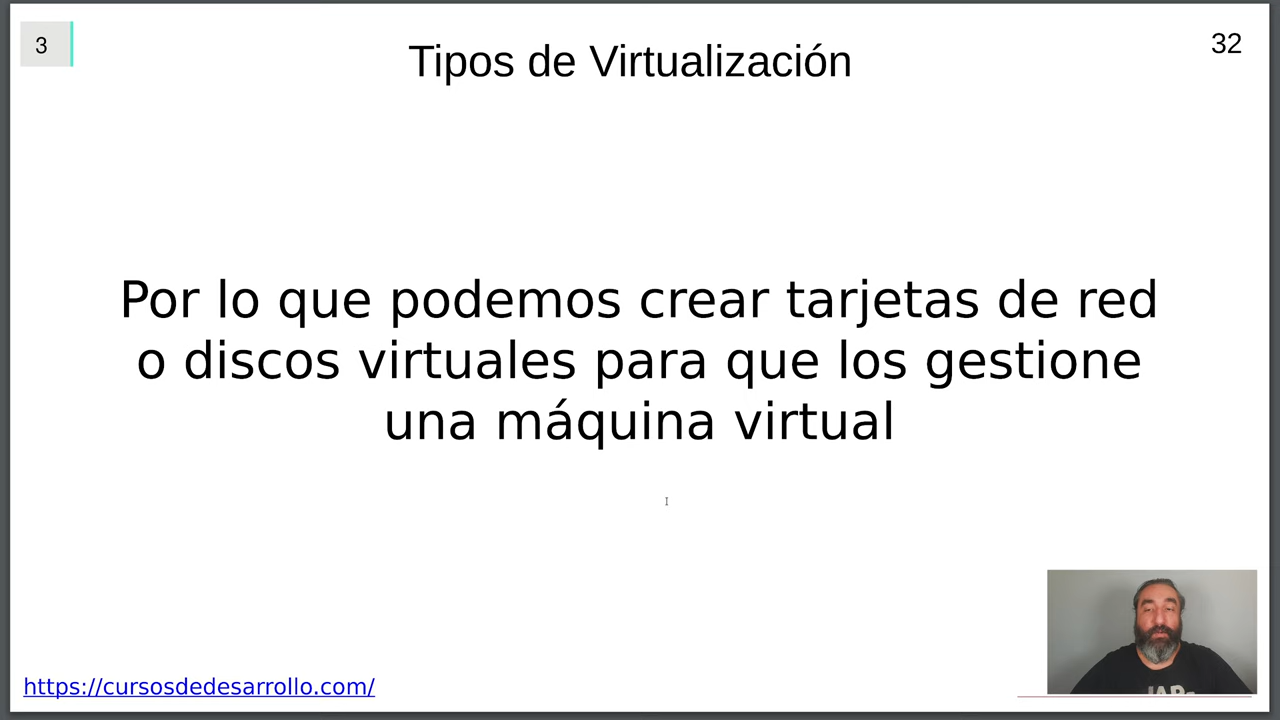 3
Tipos de Virtualización
32
Por lo que podemos crear tarjetas de red
o discos virtuales para que los gestione
una máquina virtual
https://cursosdedesarrollo.com/